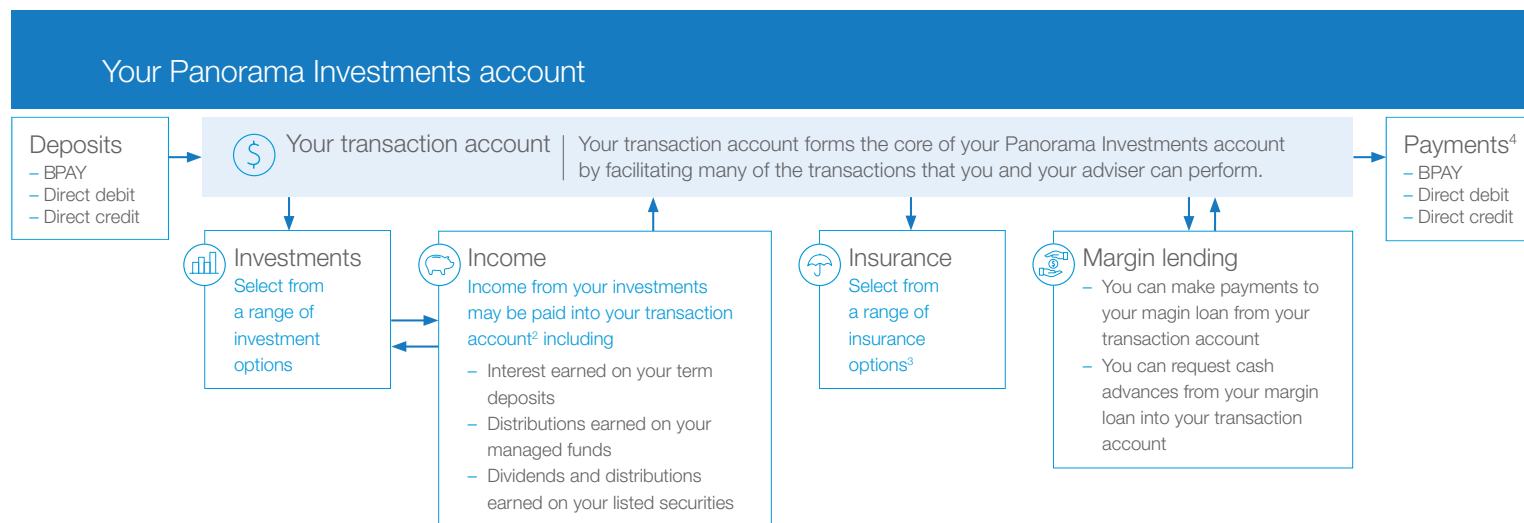 Your Panorama Investments account
Deposits
– BPAY
– Direct debit
– Direct credit
$
Your transaction account
Your transaction account forms the core of your Panorama Investments account
by facilitating many of the transactions that you and your adviser can perform.
Payments⁴
– BPAY
– Direct debit
– Direct credit
Investments
Select from
a range of
investment
options
Income
Income from your investments
may be paid into your transaction
account² including
– Interest earned on your term
deposits
– Distributions earned on your
managed funds
– Dividends and distributions
earned on your listed securities
Insurance
Select from
a range of
insurance
options³
$
Margin lending
– You can make payments to
your magin loan from your
transaction account
– You can request cash
advances from your margin
loan into your transaction
account